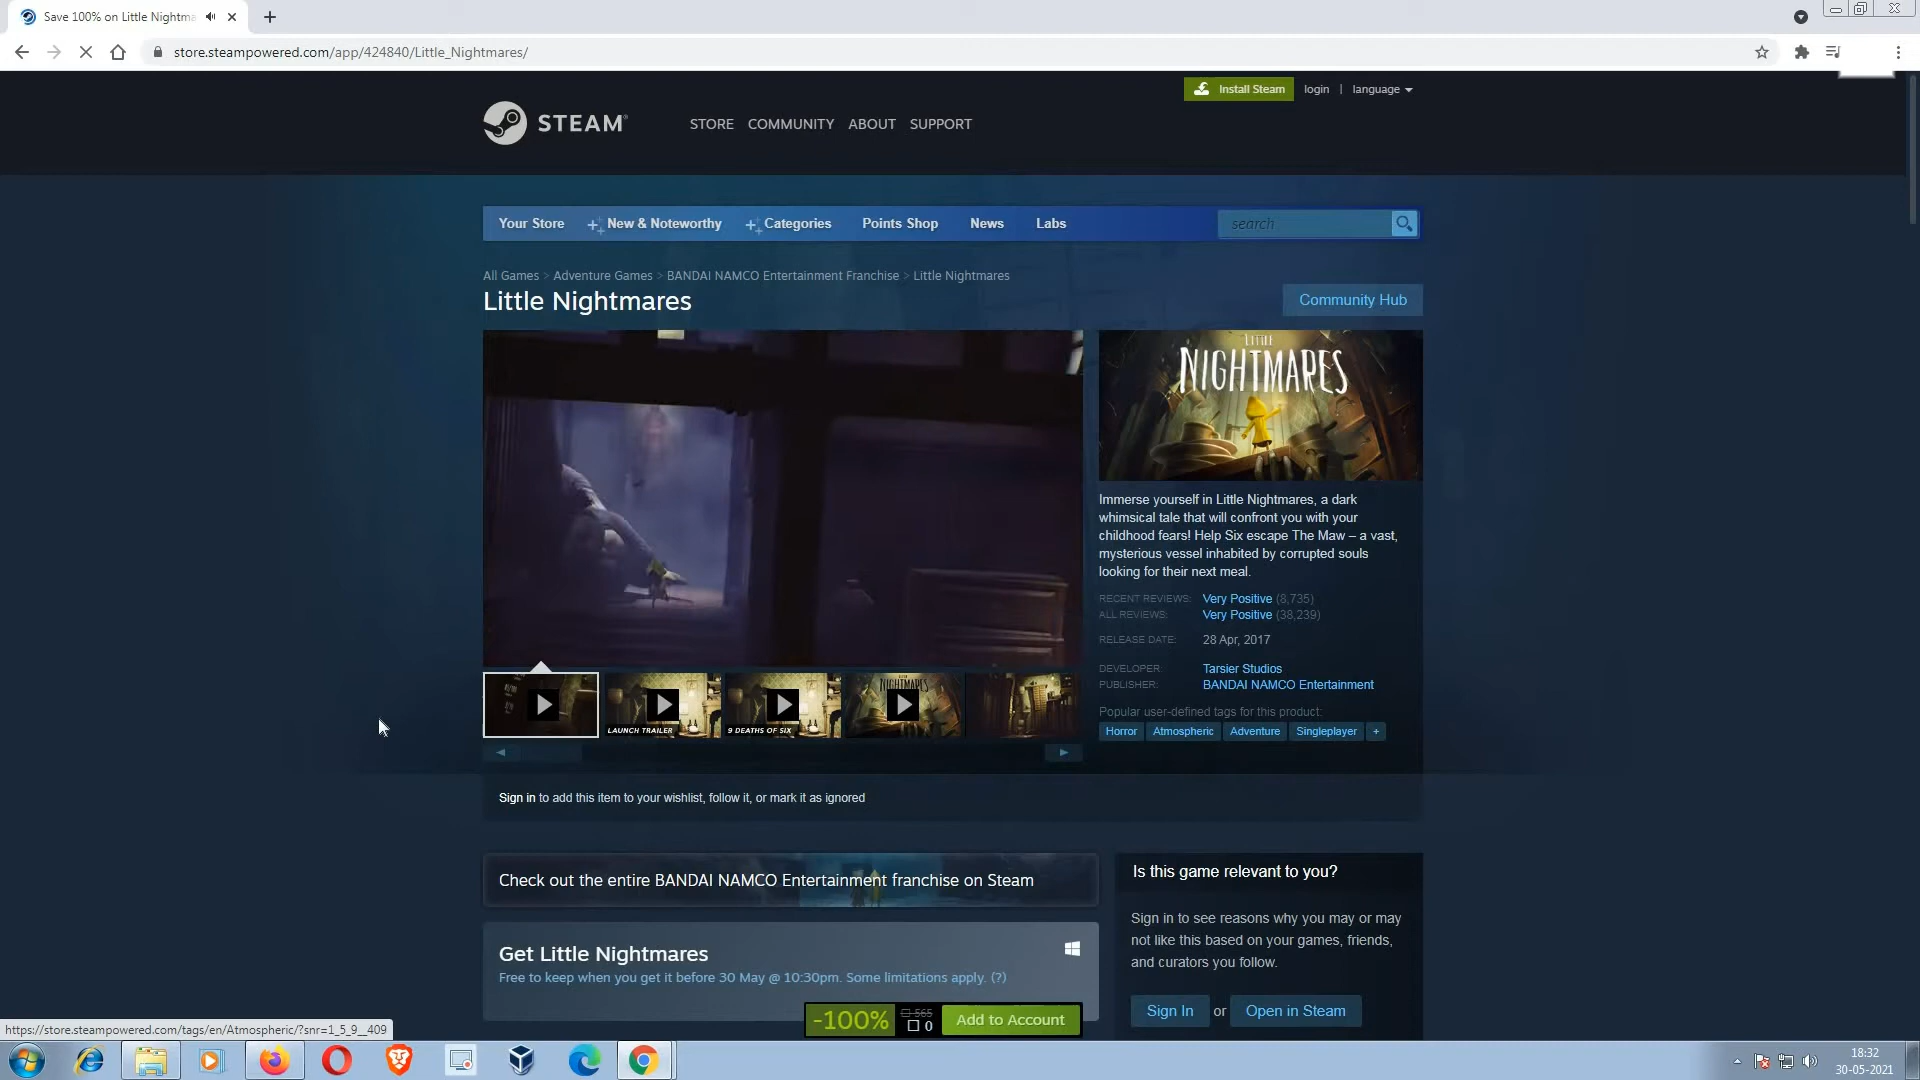 Save 100% on Little Nightma
store.steampowered.com/app/424840/Little_Nightmares/
Install Steam
login | language
STEAM®
STORE COMMUNITY ABOUT SUPPORT
Your Store New & Noteworthy Categories Points Shop News Labs
search
All Games > Adventure Games > BANDAI NAMCO Entertainment Franchise > Little Nightmares
Little Nightmares
Community Hub
LITTLE
NIGHTMARES
Immerse yourself in Little Nightmares, a dark
whimsical tale that will confront you with your
childhood fears! Help Six escape The Maw – a vast,
mysterious vessel inhabited by corrupted souls
looking for their next meal.
RECENT REVIEWS: Very Positive (8,735)
ALL REVIEWS: Very Positive (38,239)
RELEASE DATE: 28 Apr, 2017
DEVELOPER: Tarsier Studios
PUBLISHER: BANDAI NAMCO Entertainment
Popular user-defined tags for this product:
Horror Atmospheric Adventure Singleplayer +
LAUNCH TRAILER
9 DEATHS OF SIX
NIGHTMARES
Sign in to add this item to your wishlist, follow it, or mark it as ignored
Check out the entire BANDAI NAMCO Entertainment franchise on Steam
Is this game relevant to you?
Sign in to see reasons why you may or may
not like this based on your games, friends,
and curators you follow.
Sign In or Open in Steam
Get Little Nightmares
Free to keep when you get it before 30 May @ 10:30pm. Some limitations apply. (?)
-100%
565
0
Add to Account
https://store.steampowered.com/tags/en/Atmospheric/?snr=1_5_9__409
18:32
30-05-2021